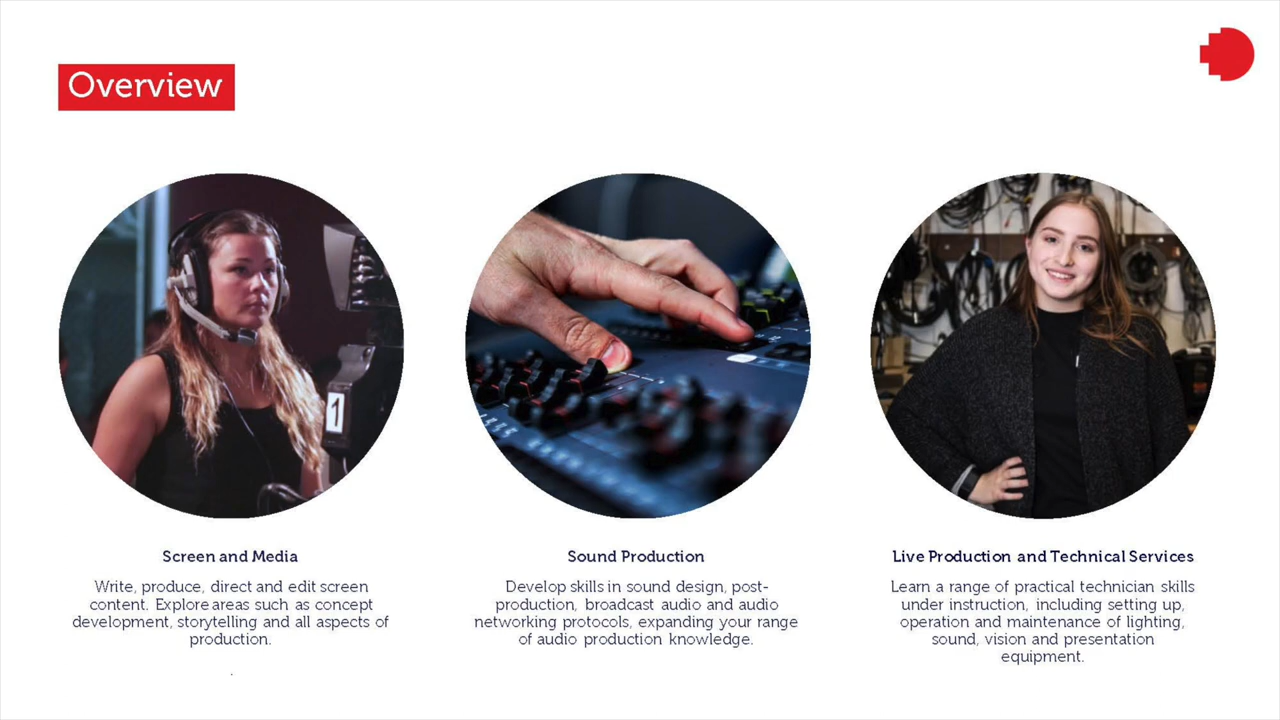 Overview
1
Screen and Media
Write, produce, direct and edit screen
content. Explore areas such as concept
development, storytelling and all aspects of
production.
.
Sound Production
Develop skills in sound design, post-
production, broadcast audio and audio
networking protocols, expanding your range
of audio production knowledge.
Live Production and Technical Services
Learn a range of practical technician skills
under instruction, including setting up,
operation and maintenance of lighting,
sound, vision and presentation
equipment.